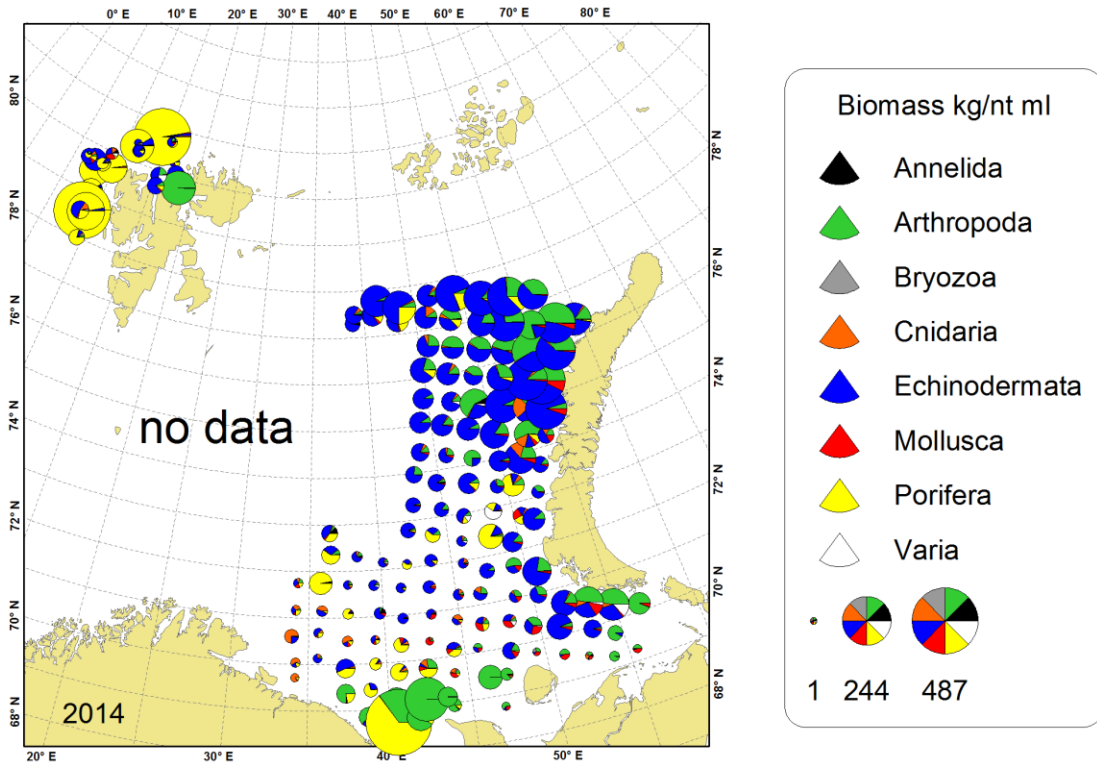 0° E 10° E 20° E 30° E 40° E 50° E 60° E 70° E 80° E
80° N
78° N
76° N
74° N
72° N
70° N
68° N
78° N
76° N
74° N
72° N
70° N
68° N
no data
2014
20° E 30° E 40° E 50° E
Biomass kg/nt ml
Annelida
Arthropoda
Bryozoa
Cnidaria
Echinodermata
Mollusca
Porifera
Varia
1 244 487